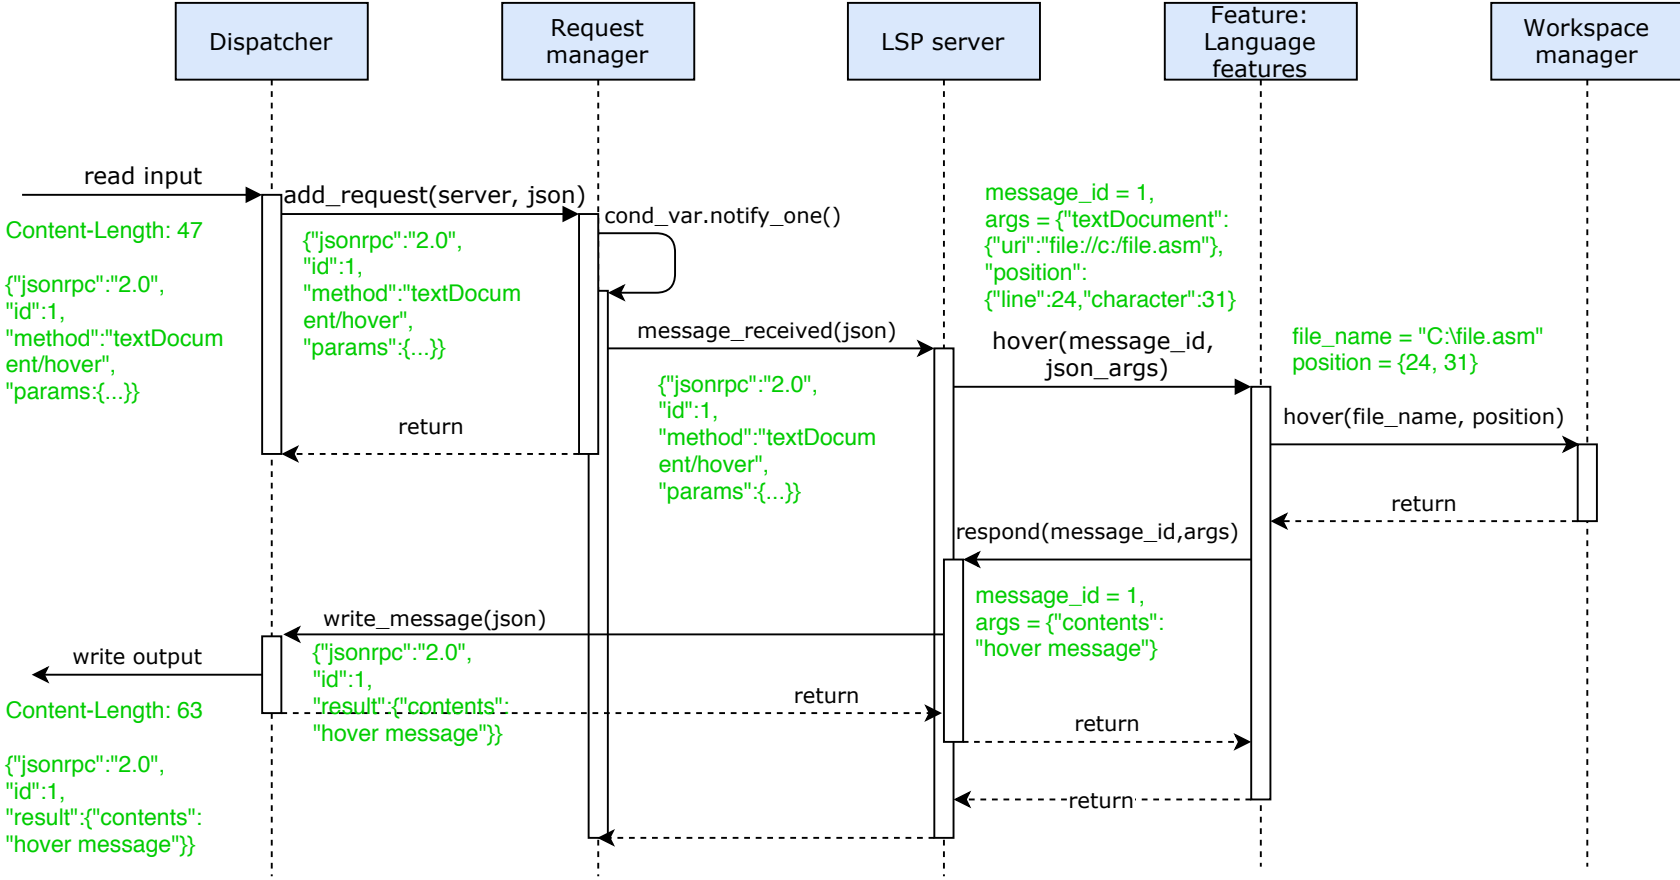 Dispatcher
Request
manager
LSP server
Feature:
Language
features
Workspace
manager
read input
Content-Length: 47
{"jsonrpc":"2.0",
"id":1,
"method":"textDocum
ent/hover",
"params:{...}}
add_request(server, json)
{"jsonrpc":"2.0",
"id":1,
"method":"textDocum
ent/hover",
"params":{...}}
return
cond_var.notify_one()
message_received(json)
{"jsonrpc":"2.0",
"id":1,
"method":"textDocum
ent/hover",
"params":{...}}
message_id = 1,
args = {"textDocument":
{"uri":"file://c:/file.asm"},
"position":
{"line":24,"character":31}
hover(message_id,
json_args)
file_name = "C:\file.asm"
position = {24, 31}
hover(file_name, position)
return
respond(message_id,args)
message_id = 1,
args = {"contents":
"hover message"}
write_message(json)
{"jsonrpc":"2.0",
"id":1,
"result":{"contents":
"hover message"}}
write output
Content-Length: 63
{"jsonrpc":"2.0",
"id":1,
"result":{"contents":
"hover message"}}
return
return
return